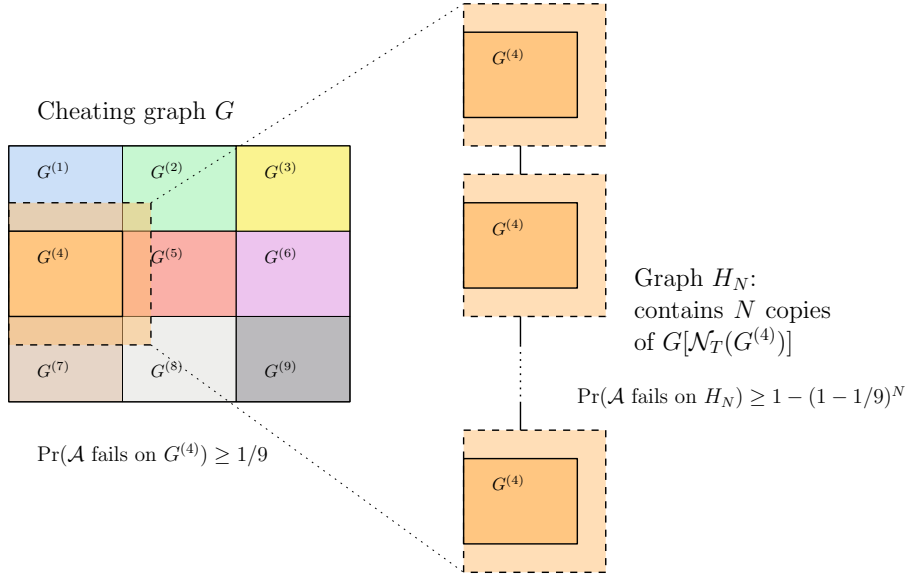 Cheating graph G
G^{(1)}
G^{(2)}
G^{(3)}
G^{(4)}
G^{(5)}
G^{(6)}
G^{(7)}
G^{(8)}
G^{(9)}
Pr(𝒜 fails on G^{(4)}) ≥ 1/9
G^{(4)}
G^{(4)}
G^{(4)}
Graph H_N:
contains N copies
of G[𝒩_T(G^{(4)})]
Pr(𝒜 fails on H_N) ≥ 1 − (1 − 1/9)^N